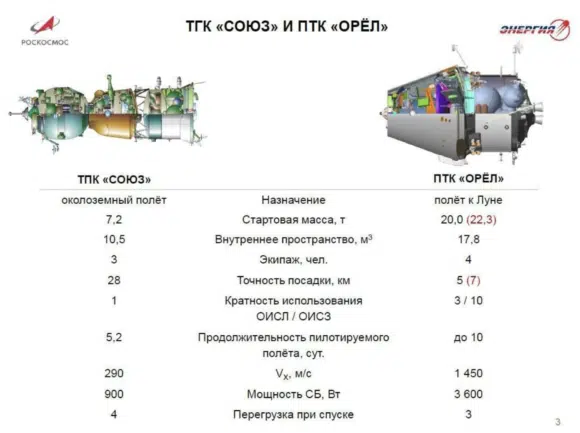 РОСКОСМОС
ТГК «СОЮЗ» И ПТК «ОРЁЛ»
ЭНЕРГИЯ
ТПК «СОЮЗ» ПТК «ОРЁЛ»
околоземный полёт Назначение полёт к Луне
7,2 Стартовая масса, т 20,0 (22,3)
10,5 Внутреннее пространство, м³ 17,8
3 Экипаж, чел. 4
28 Точность посадки, км 5 (7)
1 Кратность использования 3 / 10
ОИСЛ / ОИСЗ
5,2 Продолжительность пилотируемого до 10
полёта, сут.
290 Vₓ, м/с 1 450
900 Мощность СБ, Вт 3 600
4 Перегрузка при спуске 3
3